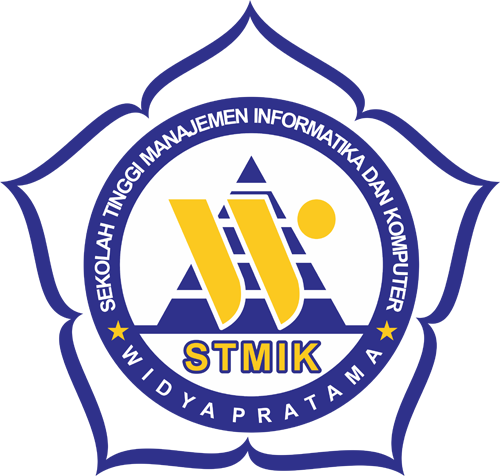 SEKOLAH TINGGI MANAJEMEN INFORMATIKA DAN KOMPUTER
STMIK
WIDYA PRATAMA